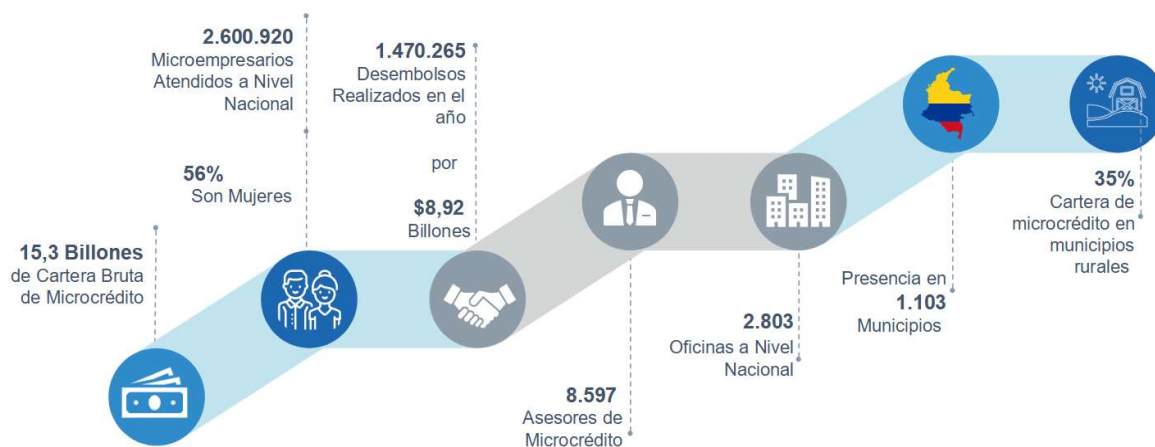 15,3 Billones
de Cartera Bruta
de Microcrédito
2.600.920
Microempresarios
Atendidos a Nivel
Nacional
56%
Son Mujeres
1.470.265
Desembolsos
Realizados en el
año
por
$8,92
Billones
8.597
Asesores de
Microcrédito
2.803
Oficinas a Nivel
Nacional
Presencia en
1.103
Municipios
35%
Cartera de
microcrédito en
municipios
rurales